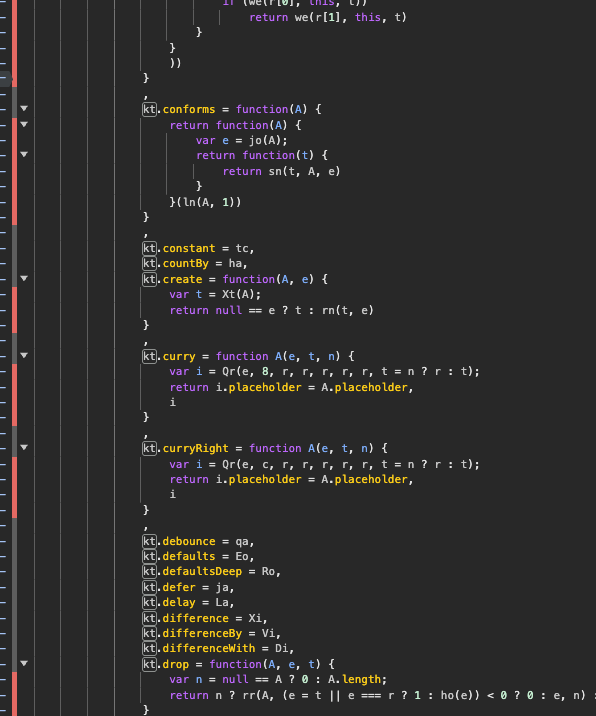 if (we(r[0], this, t))
return we(r[1], this, t)
}
}
))
}
,
kt.conforms = function(A) {
return function(A) {
var e = jo(A);
return function(t) {
return sn(t, A, e)
}
}(ln(A, 1))
}
,
kt.constant = tc,
kt.countBy = ha,
kt.create = function(A, e) {
var t = Xt(A);
return null == e ? t : rn(t, e)
}
,
kt.curry = function A(e, t, n) {
var i = Qr(e, 8, r, r, r, r, r, t = n ? r : t);
return i.placeholder = A.placeholder,
i
}
,
kt.curryRight = function A(e, t, n) {
var i = Qr(e, c, r, r, r, r, r, t = n ? r : t);
return i.placeholder = A.placeholder,
i
}
,
kt.debounce = qa,
kt.defaults = Eo,
kt.defaultsDeep = Ro,
kt.defer = ja,
kt.delay = La,
kt.difference = Xi,
kt.differenceBy = Vi,
kt.differenceWith = Di,
kt.drop = function(A, e, t) {
var n = null == A ? 0 : A.length;
return n ? rr(A, (e = t || e === r ? 1 : ho(e)) < 0 ? 0 : e, n) :
}